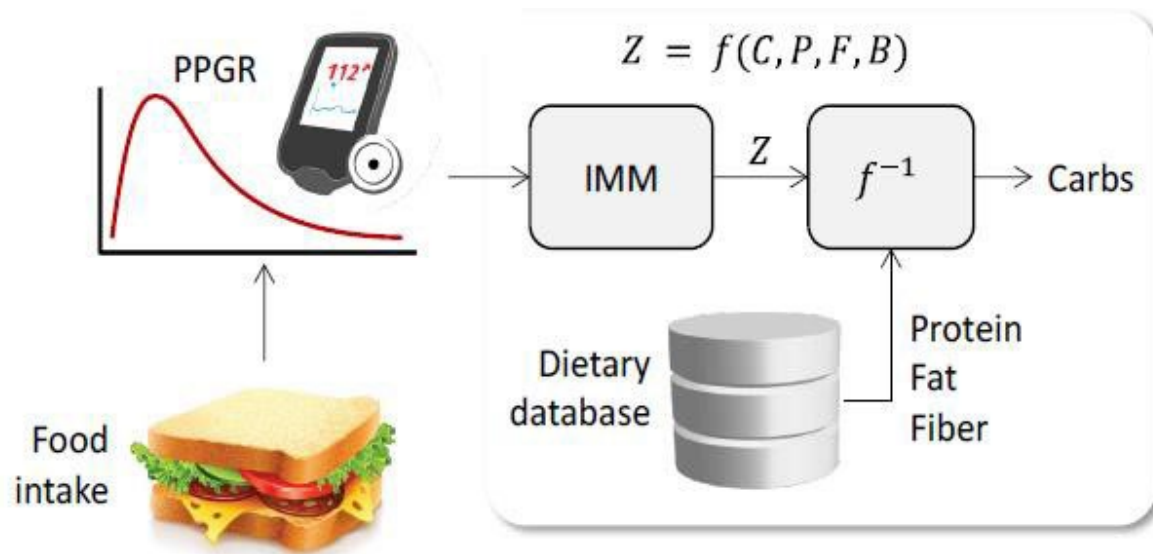 PPGR
112
Z = f(C, P, F, B)
IMM
Z
f⁻¹
Carbs
Dietary
database
Protein
Fat
Fiber
Food
intake